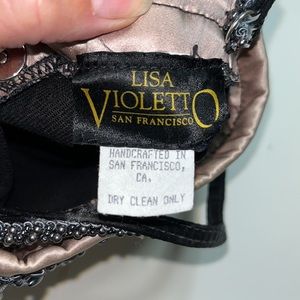 LISA
VIOLETTO
SAN FRANCISCO
HANDCRAFTED IN
SAN FRANCISCO,
CA.
DRY CLEAN ONLY